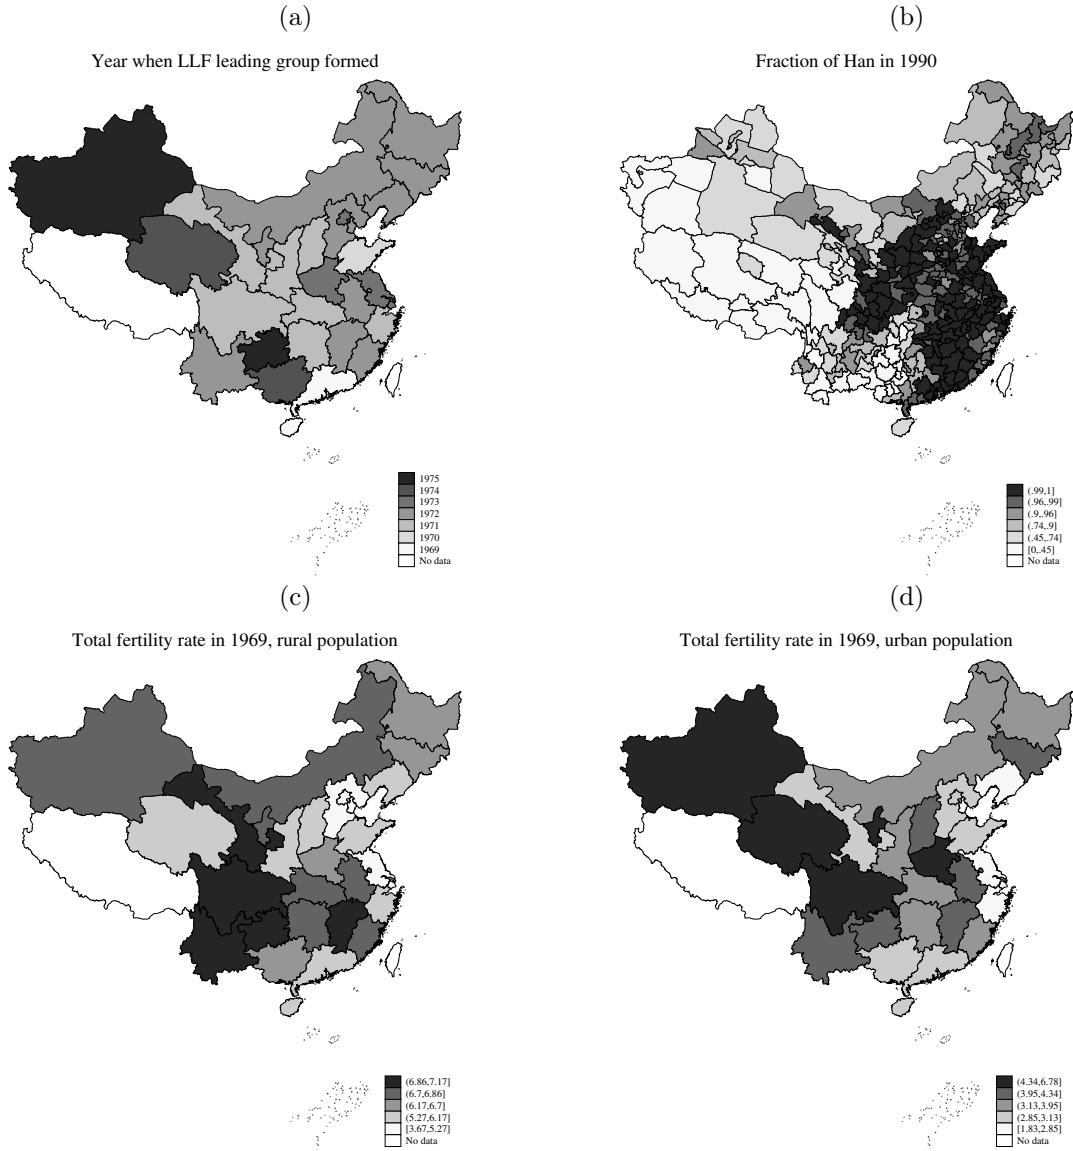 (a)
Year when LLF leading group formed
1975
1974
1973
1972
1971
1970
1969
No data
(b)
Fraction of Han in 1990
(.99,1]
(.96,.99]
(.9,.96]
(.74,.9]
(.45,.74]
[0,.45]
No data
(c)
Total fertility rate in 1969, rural population
(6.86,7.17]
(6.7,6.86]
(6.17,6.7]
(5.27,6.17]
[3.67,5.27]
No data
(d)
Total fertility rate in 1969, urban population
(4.34,6.78]
(3.95,4.34]
(3.13,3.95]
(2.85,3.13]
[1.83,2.85]
No data